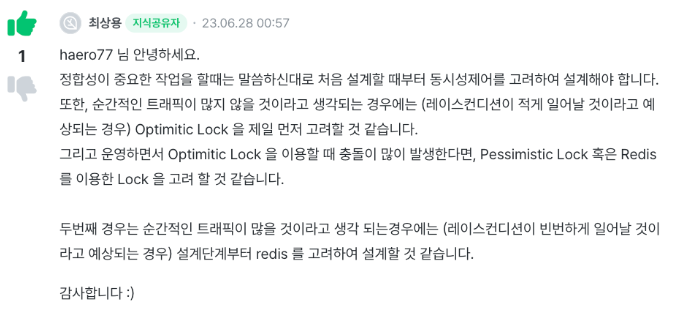 최상용 지식공유자 · 23.06.28 00:57
1
haero77 님 안녕하세요.
정합성이 중요한 작업을 할때는 말씀하신대로 처음 설계할 때부터 동시성제어를 고려하여 설계해야 합니다.
또한, 순간적인 트래픽이 많지 않을 것이라고 생각되는 경우에는 (레이스컨디션이 적게 일어날 것이라고 예
상되는 경우) Optimitic Lock 을 제일 먼저 고려할 것 같습니다.
그리고 운영하면서 Optimitic Lock 을 이용할 때 충돌이 많이 발생한다면, Pessimistic Lock 혹은 Redis
를 이용한 Lock 을 고려 할 것 같습니다.
두번째 경우는 순간적인 트래픽이 많을 것이라고 생각 되는경우에는 (레이스컨디션이 빈번하게 일어날 것이
라고 예상되는 경우) 설계단계부터 redis 를 고려하여 설계할 것 같습니다.
감사합니다 :)